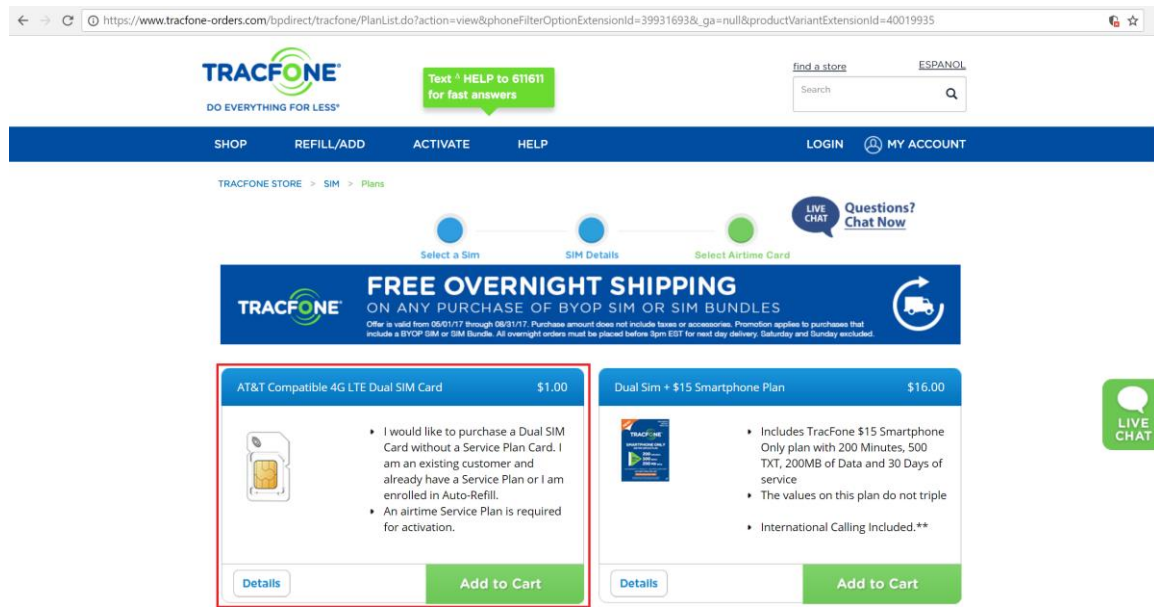 https://www.tracfone-orders.com/bpdirect/tracfone/PlanList.do?action=view&phoneFilterOptionExtensionId=39931693&_ga=null&productVariantExtensionId=40019935
TRACFONE
DO EVERYTHING FOR LESS®
Text HELP to 611611
for fast answers
find a store
ESPANOL
Search
SHOP REFILL/ADD ACTIVATE HELP LOGIN MY ACCOUNT
TRACFONE STORE > SIM > Plans
LIVE
CHAT
Questions?
Chat Now
Select a Sim SIM Details Select Airtime Card
TRACFONE
FREE OVERNIGHT SHIPPING
ON ANY PURCHASE OF BYOP SIM OR SIM BUNDLES
Offer is valid from 05/01/17 through 08/31/17. Purchase amount does not include taxes or accessories. Promotion applies to purchases that
include a BYOP SIM or SIM Bundle. All overnight orders must be placed before 3pm EST for next day delivery. Saturday and Sunday excluded.
AT&T Compatible 4G LTE Dual SIM Card $1.00
I would like to purchase a Dual SIM
Card without a Service Plan Card. I
am an existing customer and
already have a Service Plan or I am
enrolled in Auto-Refill.
An airtime Service Plan is required
for activation.
Details
Add to Cart
Dual Sim + $15 Smartphone Plan $16.00
TRACFONE
Includes TracFone $15 Smartphone
Only plan with 200 Minutes, 500
TXT, 200MB of Data and 30 Days of
service
The values on this plan do not triple
International Calling Included.**
Details
Add to Cart
LIVE
CHAT